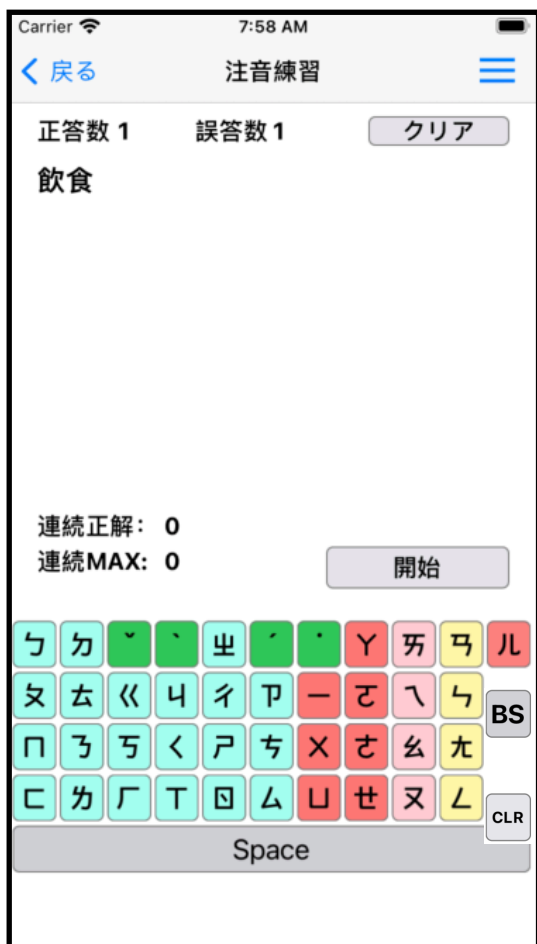 Carrier 7:58 AM
戻る 注音練習
正答数 1 誤答数 1 クリア
飲食
連続正解： 0
連続MAX: 0 開始
ㄅ ㄉ ˇ ˋ ㄓ ˊ ˙ ㄚ ㄞ ㄢ ㄦ
ㄆ ㄊ ㄍ ㄐ ㄔ ㄗ ㄧ ㄛ ㄟ ㄣ BS
ㄇ ㄋ ㄎ ㄑ ㄕ ㄘ ㄨ ㄜ ㄠ ㄤ
ㄈ ㄌ ㄏ ㄒ ㄖ ㄙ ㄩ ㄝ ㄡ ㄥ CLR
Space